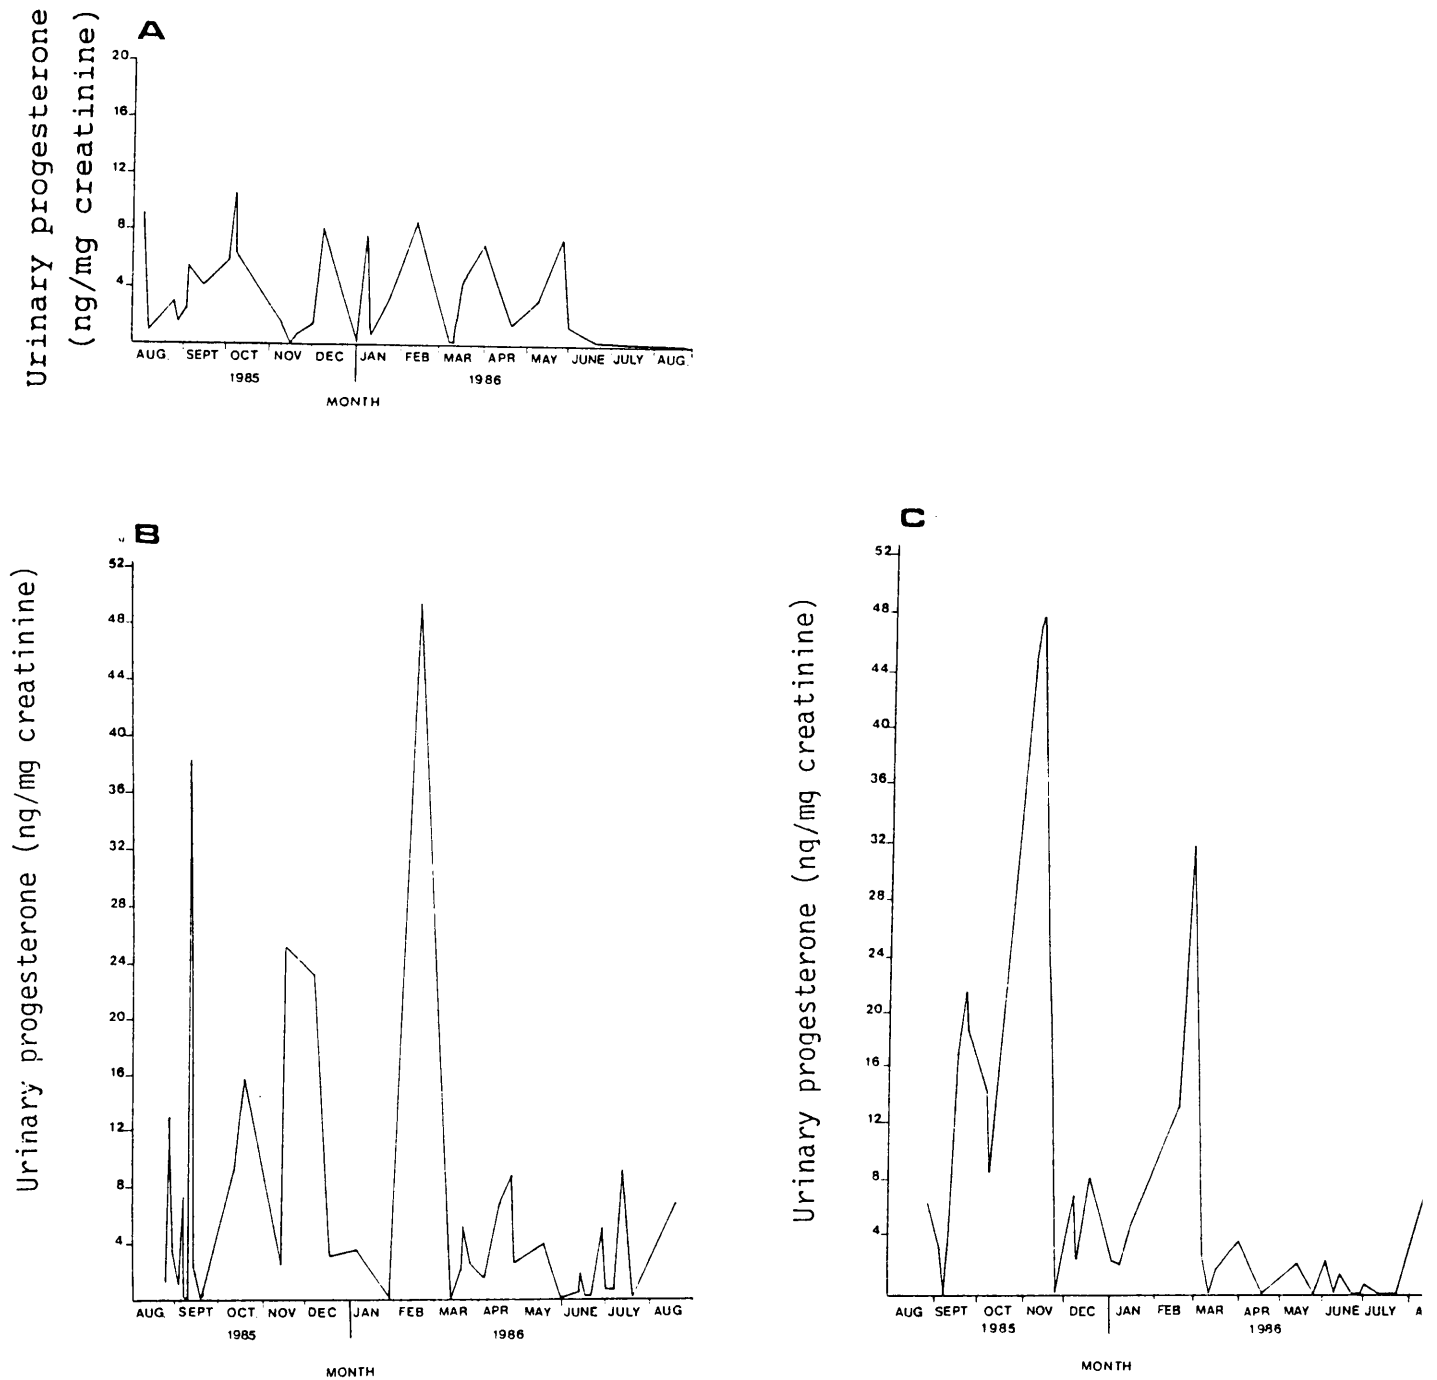 A
Urinary progesterone
(ng/mg creatinine)
20
16
12
8
4
AUG. SEPT OCT NOV DEC JAN FEB MAR APR MAY JUNE JULY AUG.
1985 1986
MONTH
B
Urinary progesterone (ng/mg creatinine)
52
48
44
40
36
32
28
24
20
16
12
8
4
AUG. SEPT OCT. NOV DEC JAN FEB MAR APR MAY JUNE JULY AUG
1985 1986
MONTH
C
Urinary progesterone (ng/mg creatinine)
52
48
44
40
36
32
28
24
20
16
12
8
4
AUG SEPT OCT NOV DEC JAN FEB MAR APR MAY JUNE JULY A
1985 1986
MONTH